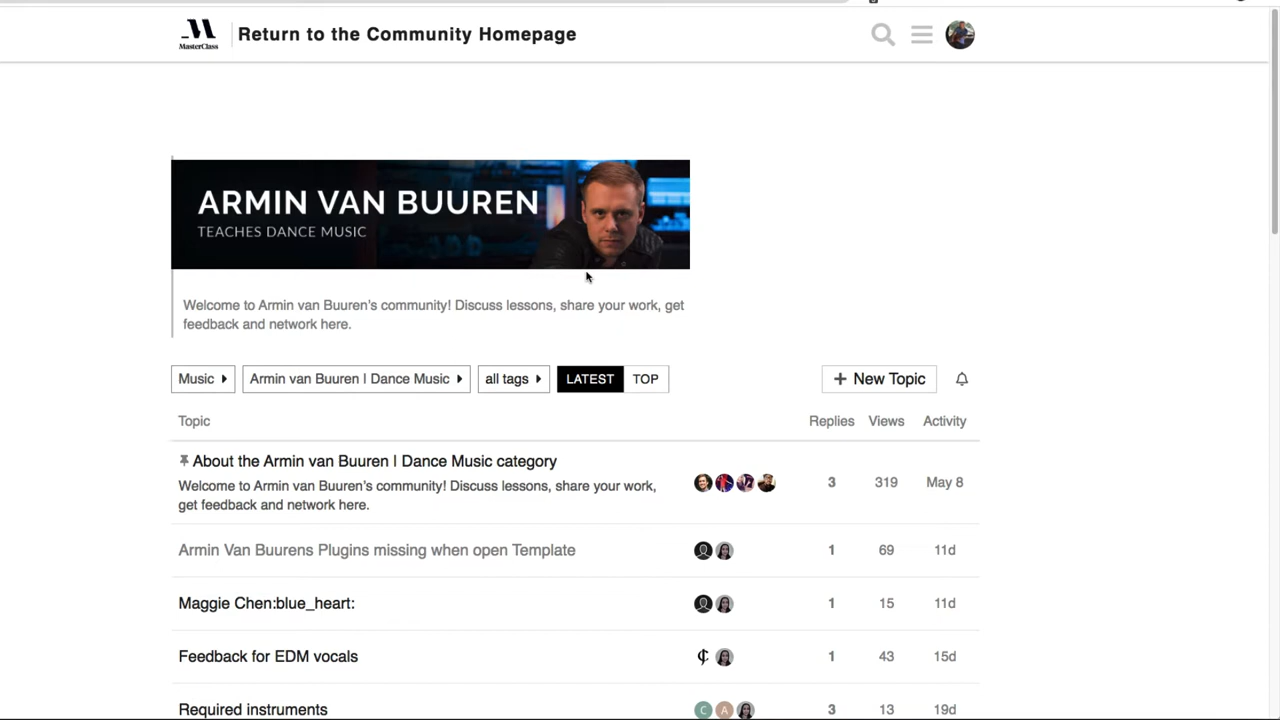 MasterClass
Return to the Community Homepage
ARMIN VAN BUUREN
TEACHES DANCE MUSIC
Welcome to Armin van Buuren's community! Discuss lessons, share your work, get
feedback and network here.
Music
Armin van Buuren | Dance Music
all tags
LATEST
TOP
+ New Topic
Topic
Replies
Views
Activity
About the Armin van Buuren | Dance Music category
Welcome to Armin van Buuren's community! Discuss lessons, share your work,
get feedback and network here.
3
319
May 8
Armin Van Buurens Plugins missing when open Template
1
69
11d
Maggie Chen:blue_heart:
1
15
11d
Feedback for EDM vocals
1
43
15d
Required instruments
C
A
3
13
19d